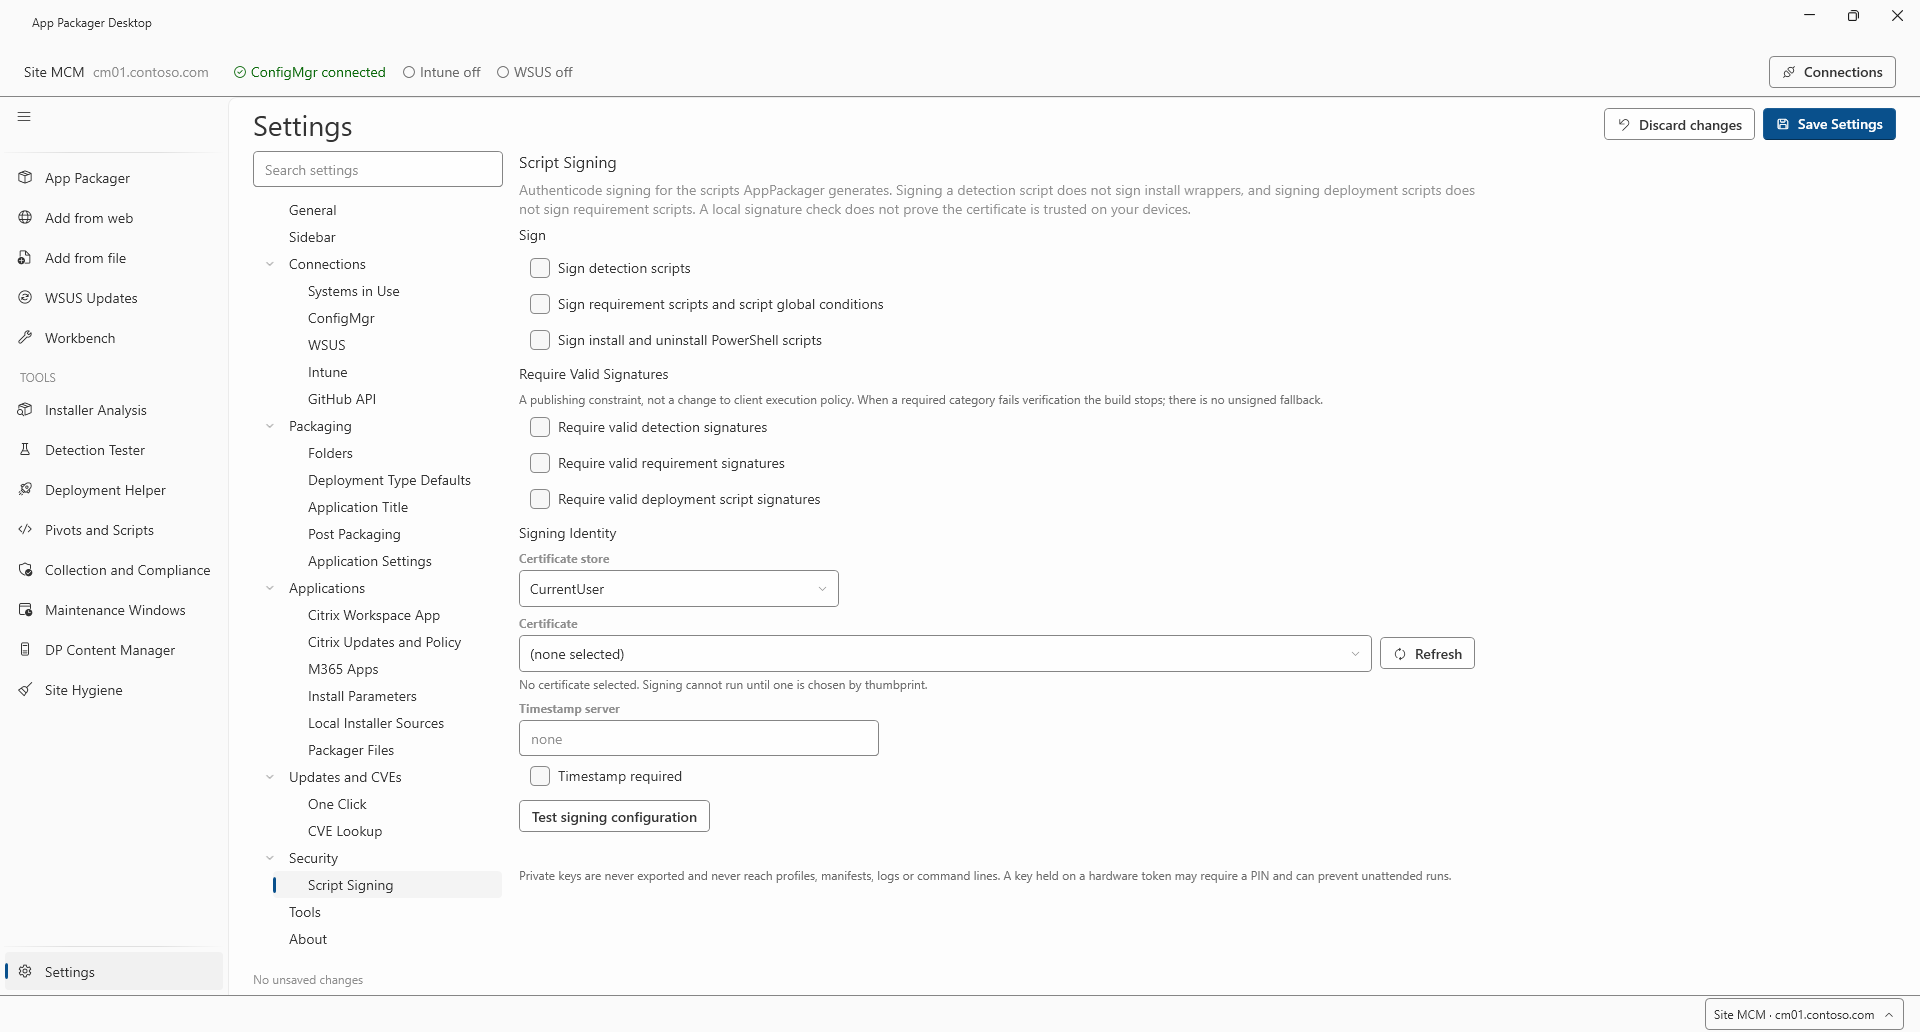 App Packager Desktop
Site MCM cm01.contoso.com ConfigMgr connected Intune off WSUS off Connections
Settings
Discard changes
Save Settings
App Packager
Add from web
Add from file
WSUS Updates
Workbench
TOOLS
Installer Analysis
Detection Tester
Deployment Helper
Pivots and Scripts
Collection and Compliance
Maintenance Windows
DP Content Manager
Site Hygiene
Settings
Search settings
General
Sidebar
Connections
Systems in Use
ConfigMgr
WSUS
Intune
GitHub API
Packaging
Folders
Deployment Type Defaults
Application Title
Post Packaging
Application Settings
Applications
Citrix Workspace App
Citrix Updates and Policy
M365 Apps
Install Parameters
Local Installer Sources
Packager Files
Updates and CVEs
One Click
CVE Lookup
Security
Script Signing
Tools
About
No unsaved changes
Script Signing
Authenticode signing for the scripts AppPackager generates. Signing a detection script does not sign install wrappers, and signing deployment scripts does
not sign requirement scripts. A local signature check does not prove the certificate is trusted on your devices.
Sign
Sign detection scripts
Sign requirement scripts and script global conditions
Sign install and uninstall PowerShell scripts
Require Valid Signatures
A publishing constraint, not a change to client execution policy. When a required category fails verification the build stops; there is no unsigned fallback.
Require valid detection signatures
Require valid requirement signatures
Require valid deployment script signatures
Signing Identity
Certificate store
CurrentUser
Certificate
(none selected)
Refresh
No certificate selected. Signing cannot run until one is chosen by thumbprint.
Timestamp server
none
Timestamp required
Test signing configuration
Private keys are never exported and never reach profiles, manifests, logs or command lines. A key held on a hardware token may require a PIN and can prevent unattended runs.
Site MCM · cm01.contoso.com